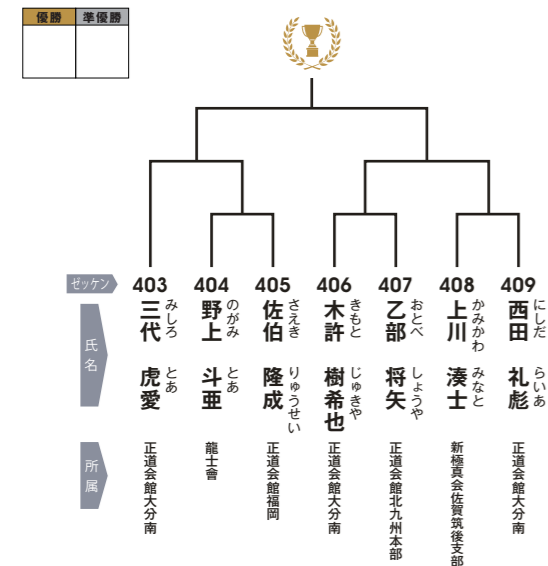 優勝 準優勝
ゼッケン 403 404 405 406 407 408 409
氏名
三代 虎愛
みしろ とあ
野上 斗亜
のがみ とあ
佐伯 隆成
さえき りゅうせい
木許 樹希也
きもと じゅきや
乙部 将矢
おとべ しょうや
上川 湊士
かみかわ みなと
西田 礼彪
にしだ らいあ
所属
正道会館大分南
龍士會
正道会館福岡
正道会館大分南
正道会館北九州本部
新極真会佐賀筑後支部
正道会館大分南